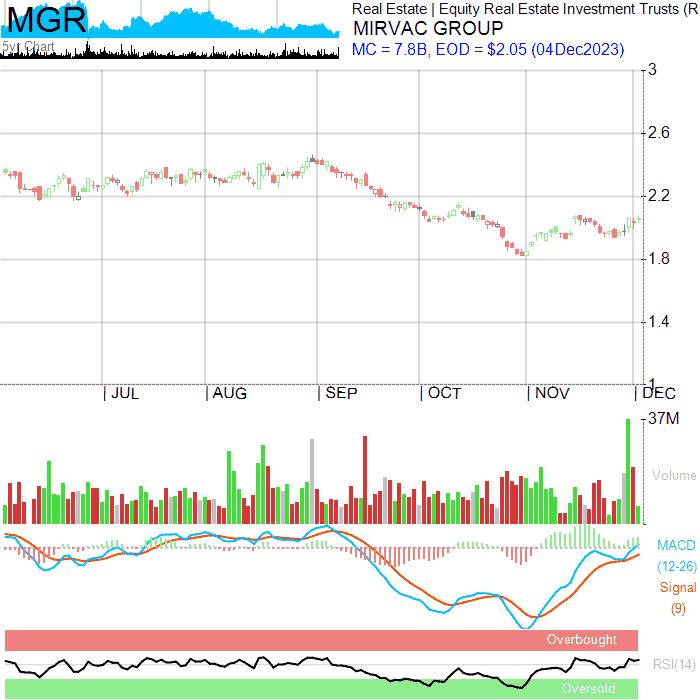 MGR
5yr Chart
Real Estate | Equity Real Estate Investment Trusts (R
MIRVAC GROUP
MC = 7.8B, EOD = $2.05 (04Dec2023)
3
2.6
2.2
1.8
1.4
1
JUL AUG SEP OCT NOV DEC
37M
Volume
MACD
(12-26)
Signal
(9)
Overbought
RSI(14)
Oversold